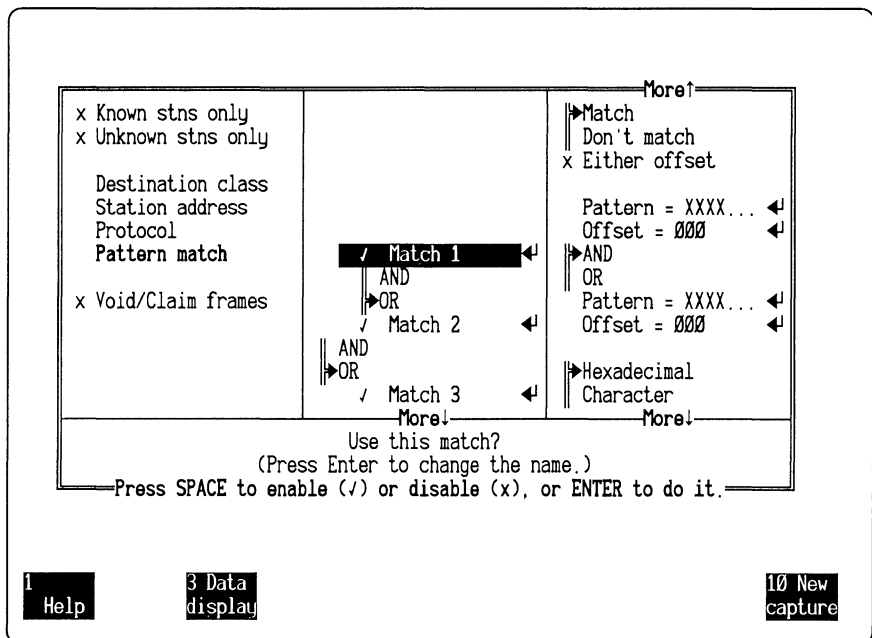 More↑
x Known stns only
x Unknown stns only
Destination class
Station address
Protocol
Pattern match
x Void/Claim frames
√ Match 1 ↵
AND
→OR
√ Match 2 ↵
AND
→OR
√ Match 3 ↵
More↓
→Match
Don't match
x Either offset
Pattern = XXXX... ↵
Offset = 000 ↵
→AND
OR
Pattern = XXXX... ↵
Offset = 000 ↵
→Hexadecimal
Character
More↓
Use this match?
(Press Enter to change the name.)
Press SPACE to enable (√) or disable (x), or ENTER to do it.
1
Help
3 Data
display
10 New
capture